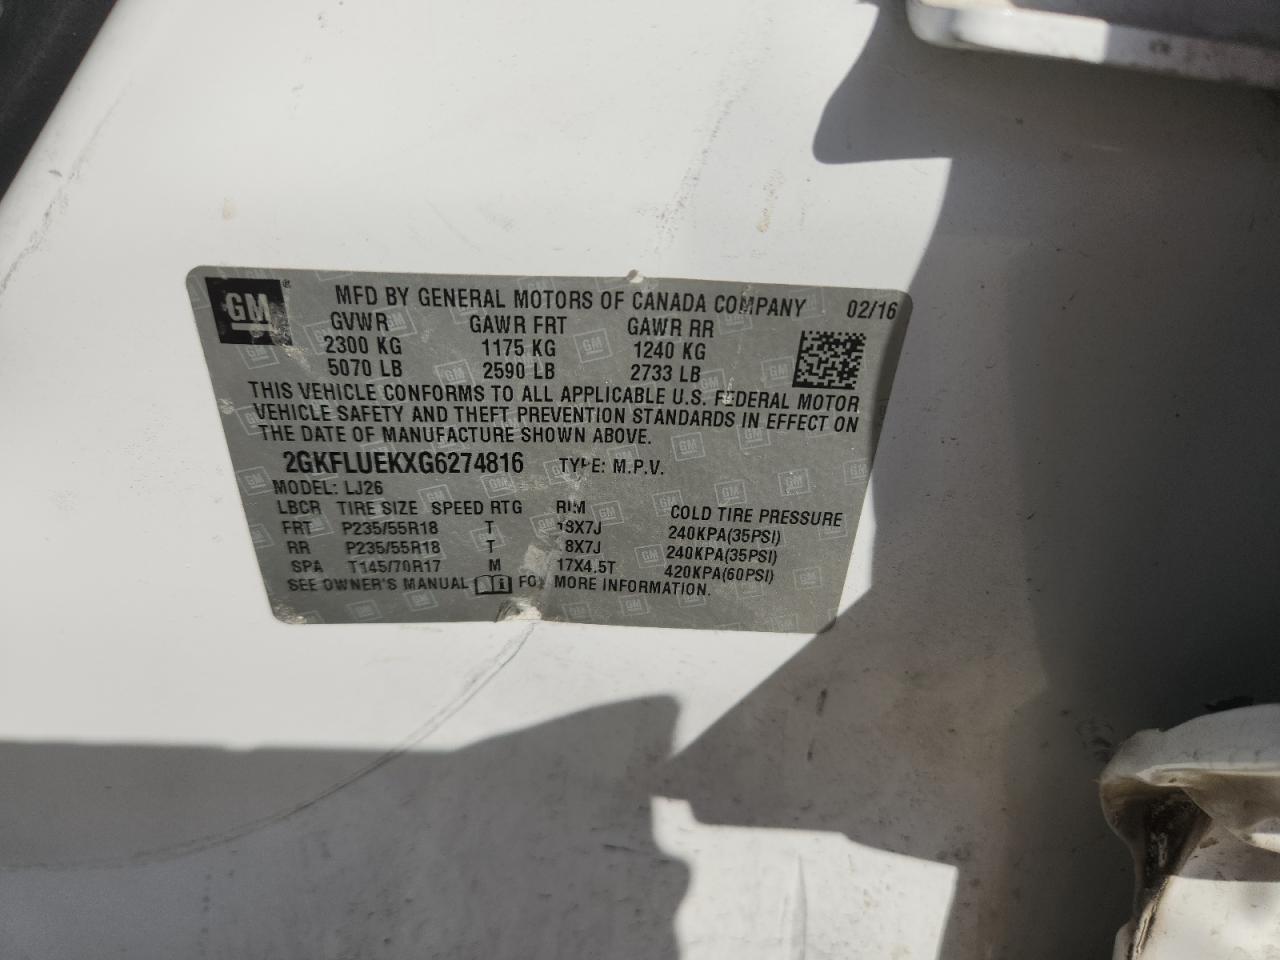 GM ®
MFD BY GENERAL MOTORS OF CANADA COMPANY 02/16
GVWR GAWR FRT GAWR RR
2300 KG 1175 KG 1240 KG
5070 LB 2590 LB 2733 LB
THIS VEHICLE CONFORMS TO ALL APPLICABLE U.S. FEDERAL MOTOR
VEHICLE SAFETY AND THEFT PREVENTION STANDARDS IN EFFECT ON
THE DATE OF MANUFACTURE SHOWN ABOVE.
2GKFLUEKXG6274816 TYPE: M.P.V.
MODEL: LJ26
LBCR TIRE SIZE SPEED RTG RIM COLD TIRE PRESSURE
FRT P235/55R18 T 18X7J 240KPA(35PSI)
RR P235/55R18 T 8X7J 240KPA(35PSI)
SPA T145/70R17 M 17X4.5T 420KPA(60PSI)
SEE OWNER'S MANUAL FOR MORE INFORMATION.